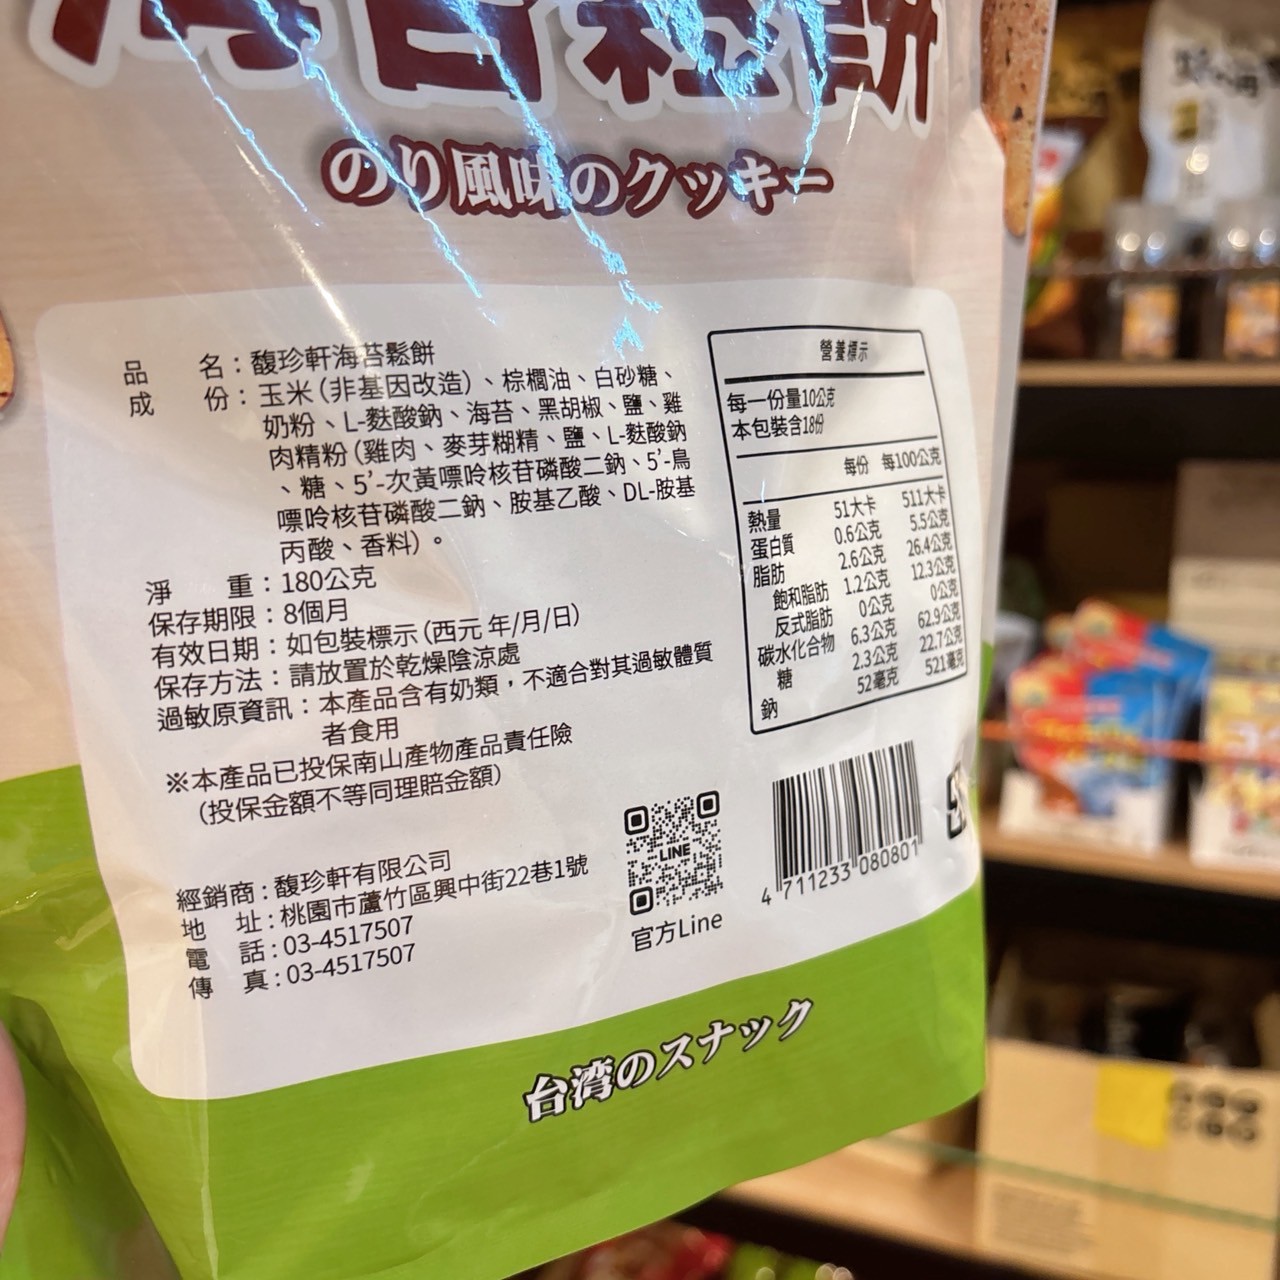 海苔鬆餅
のり風味のクッキー
品名：馥珍軒海苔鬆餅
成份：玉米(非基因改造)、棕櫚油、白砂糖、
奶粉、L-麩酸鈉、海苔、黑胡椒、鹽、雞
肉精粉(雞肉、麥芽糊精、鹽、L-麩酸鈉
、糖、5'-次黃嘌呤核苷磷酸二鈉、5'-鳥
嘌呤核苷磷酸二鈉、胺基乙酸、DL-胺基
丙酸、香料)。
淨重：180公克
保存期限：8個月
有效日期：如包裝標示(西元 年/月/日)
保存方法：請放置於乾燥陰涼處
過敏原資訊：本產品含有奶類，不適合對其過敏體質
者食用
※本產品已投保南山產物產品責任險
(投保金額不等同理賠金額)
經銷商：馥珍軒有限公司
地址：桃園市蘆竹區興中街22巷1號
電話：03-4517507
傳真：03-4517507
營養標示
每一份量10公克
本包裝含18份
每份 每100公克
熱量 51大卡 511大卡
蛋白質 0.6公克 5.5公克
脂肪 2.6公克 26.4公克
飽和脂肪 1.2公克 12.3公克
反式脂肪 0公克 0公克
碳水化合物 6.3公克 62.9公克
糖 2.3公克 22.7公克
鈉 52毫克 521毫克
LINE
官方Line
4 711233 080801
台湾のスナック